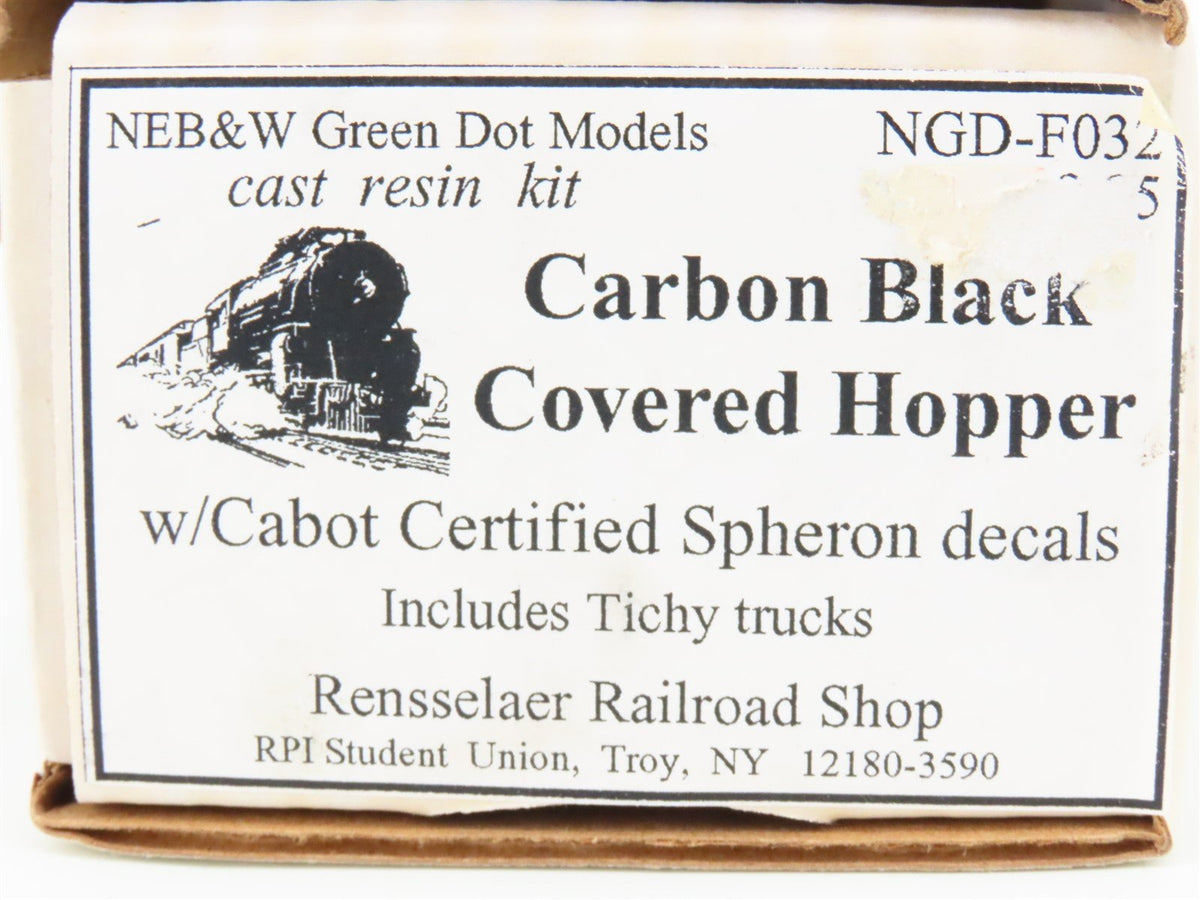 NEB&W Green Dot Models NGD-F032
cast resin kit 5
Carbon Black
Covered Hopper
w/Cabot Certified Spheron decals
Includes Tichy trucks
Rensselaer Railroad Shop
RPI Student Union, Troy, NY 12180-3590